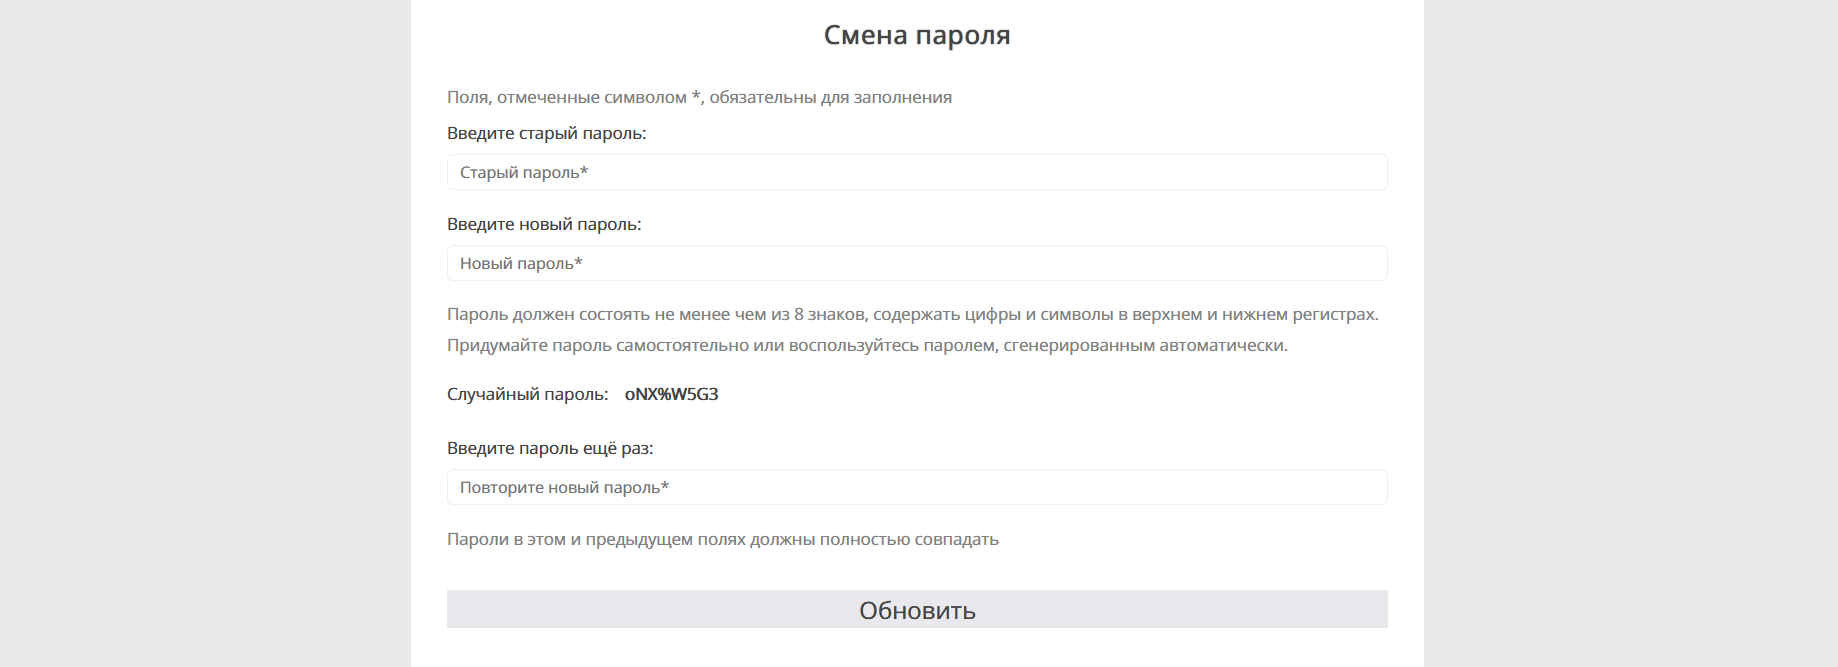 Смена пароля
Поля, отмеченные символом *, обязательны для заполнения
Введите старый пароль:
Старый пароль*
Введите новый пароль:
Новый пароль*
Пароль должен состоять не менее чем из 8 знаков, содержать цифры и символы в верхнем и нижнем регистрах.
Придумайте пароль самостоятельно или воспользуйтесь паролем, сгенерированным автоматически.
Случайный пароль: oNX%W5G3
Введите пароль ещё раз:
Повторите новый пароль*
Пароли в этом и предыдущем полях должны полностью совпадать
Обновить